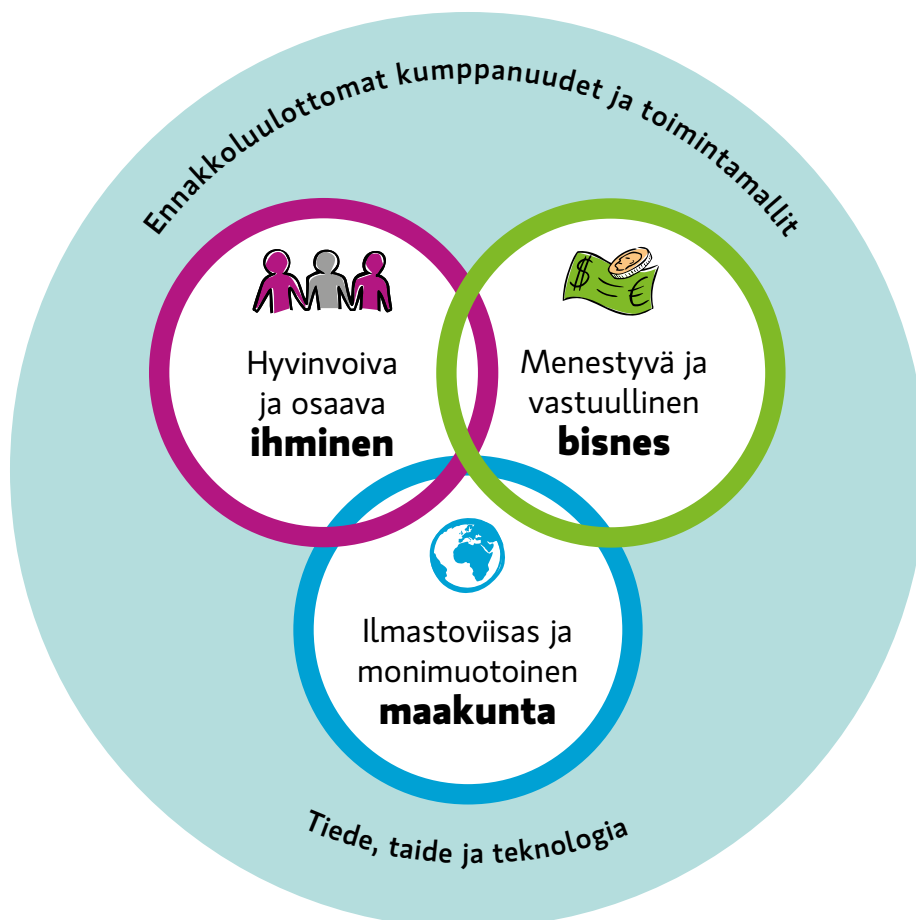 Ennakkoluulottomat kumppanuudet ja toimintamallit
Hyvinvoiva
ja osaava
ihminen
$
€
Menestyvä ja
vastuullinen
bisnes
Ilmastoviisas ja
monimuotoinen
maakunta
Tiede, taide ja teknologia